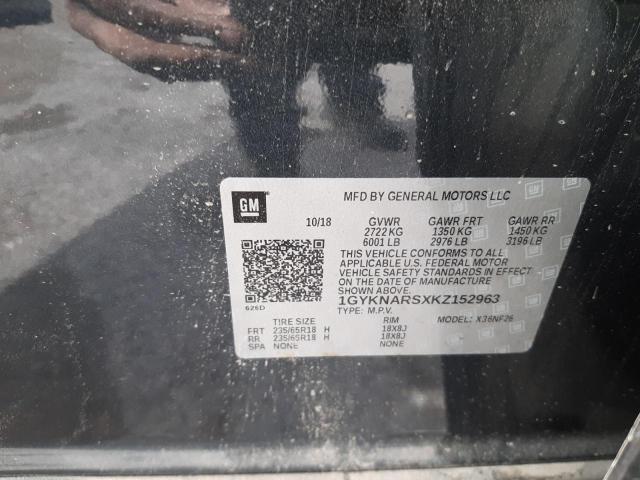 GM
MFD BY GENERAL MOTORS LLC
10/18 GVWR GAWR FRT GAWR RR
2722 KG 1350 KG 1450 KG
6001 LB 2976 LB 3196 LB
THIS VEHICLE CONFORMS TO ALL
APPLICABLE U.S. FEDERAL MOTOR
VEHICLE SAFETY STANDARDS IN EFFECT
ON THE DATE OF MANUFACTURE
SHOWN ABOVE.
1GYKNARSXKZ152963
626D
TYPE: M.P.V. MODEL: X36NF26
TIRE SIZE RIM
FRT 235/65R18 H 18X8J
RR 235/65R18 H 18X8J
SPA NONE NONE